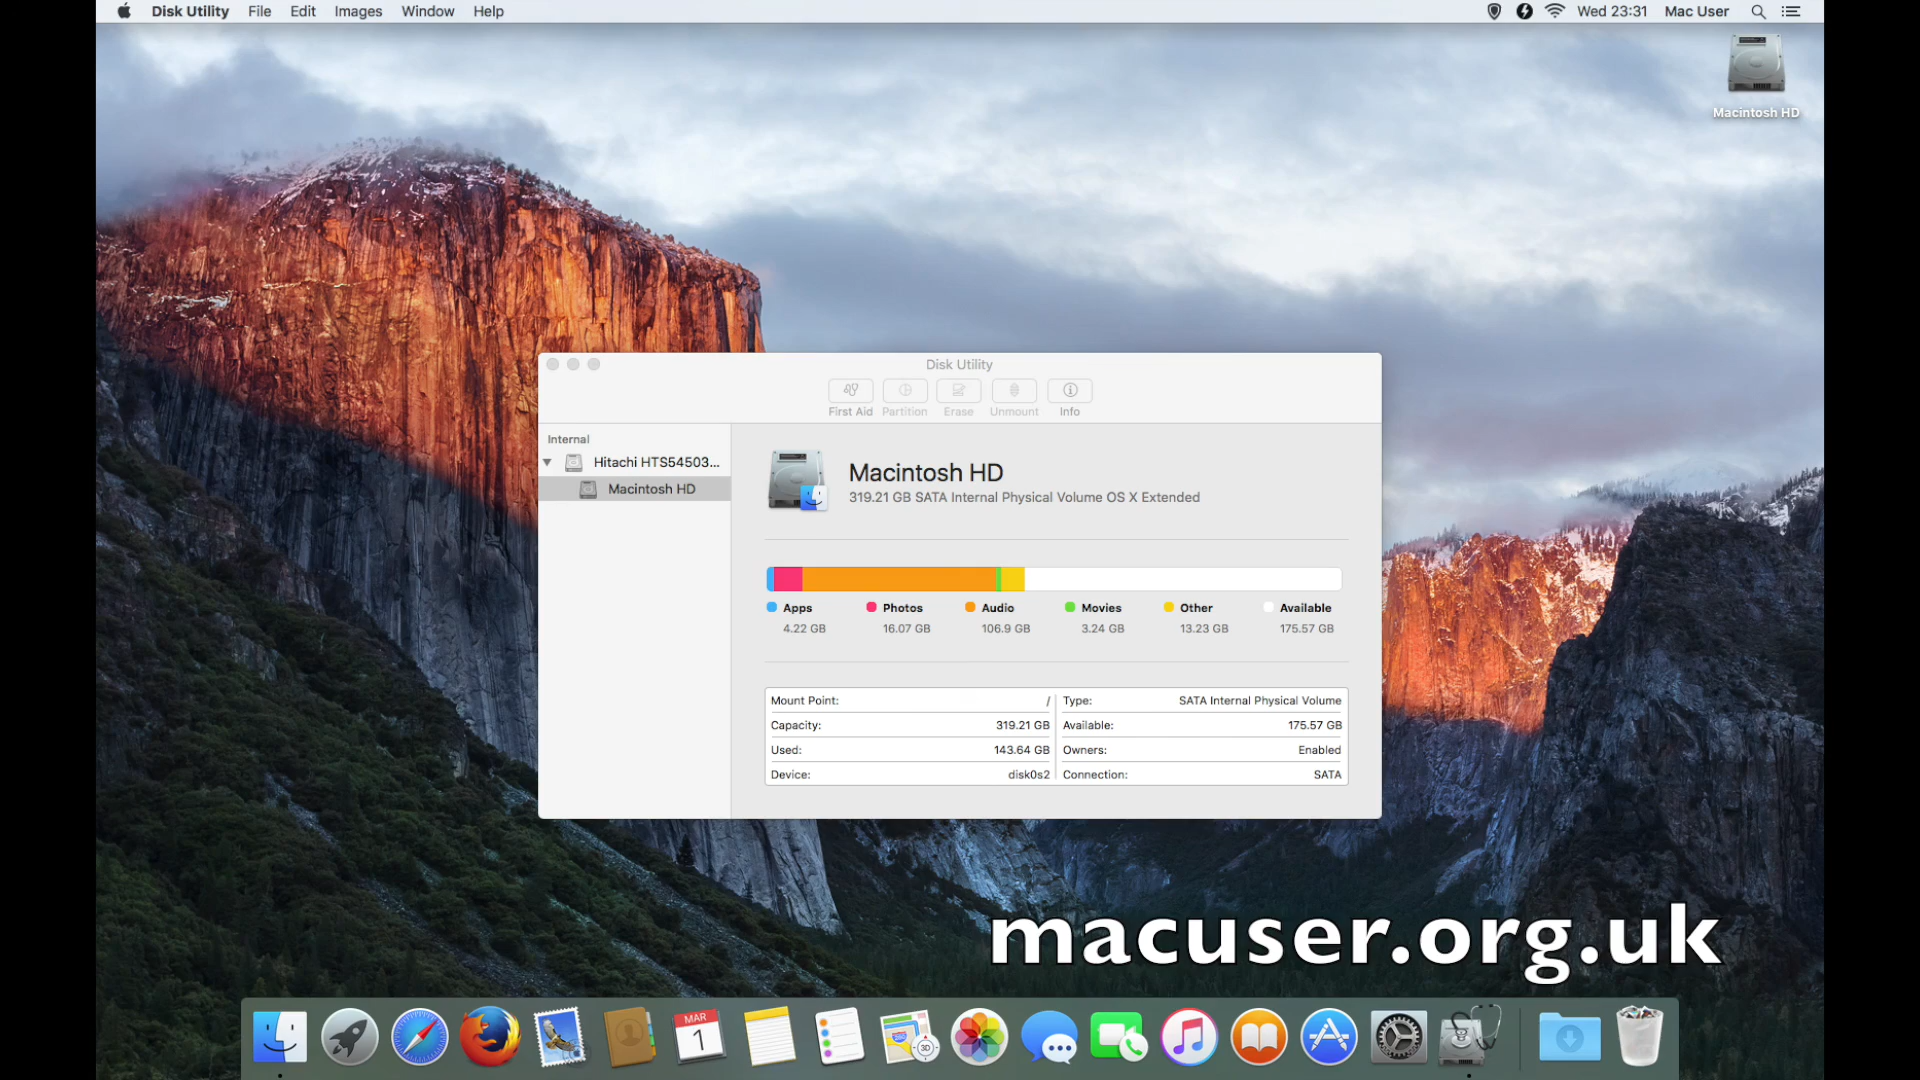 Disk Utility File Edit Images Window Help Wed 23:31 Mac User
Macintosh HD
Disk Utility
First Aid Partition Erase Unmount Info
Internal
Hitachi HTS54503...
Macintosh HD
Macintosh HD
319.21 GB SATA Internal Physical Volume OS X Extended
Apps Photos Audio Movies Other Available
4.22 GB 16.07 GB 106.9 GB 3.24 GB 13.23 GB 175.57 GB
Mount Point: / Type: SATA Internal Physical Volume
Capacity: 319.21 GB Available: 175.57 GB
Used: 143.64 GB Owners: Enabled
Device: disk0s2 Connection: SATA
macuser.org.uk
MAR
1
3D